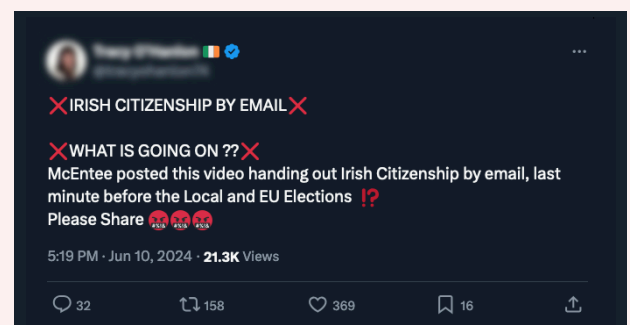 ❌IRISH CITIZENSHIP BY EMAIL❌
❌WHAT IS GOING ON ??❌
McEntee posted this video handing out Irish Citizenship by email, last
minute before the Local and EU Elections ⁉️
Please Share 🤬🤬🤬
5:19 PM · Jun 10, 2024 · 21.3K Views
32 158 369 16